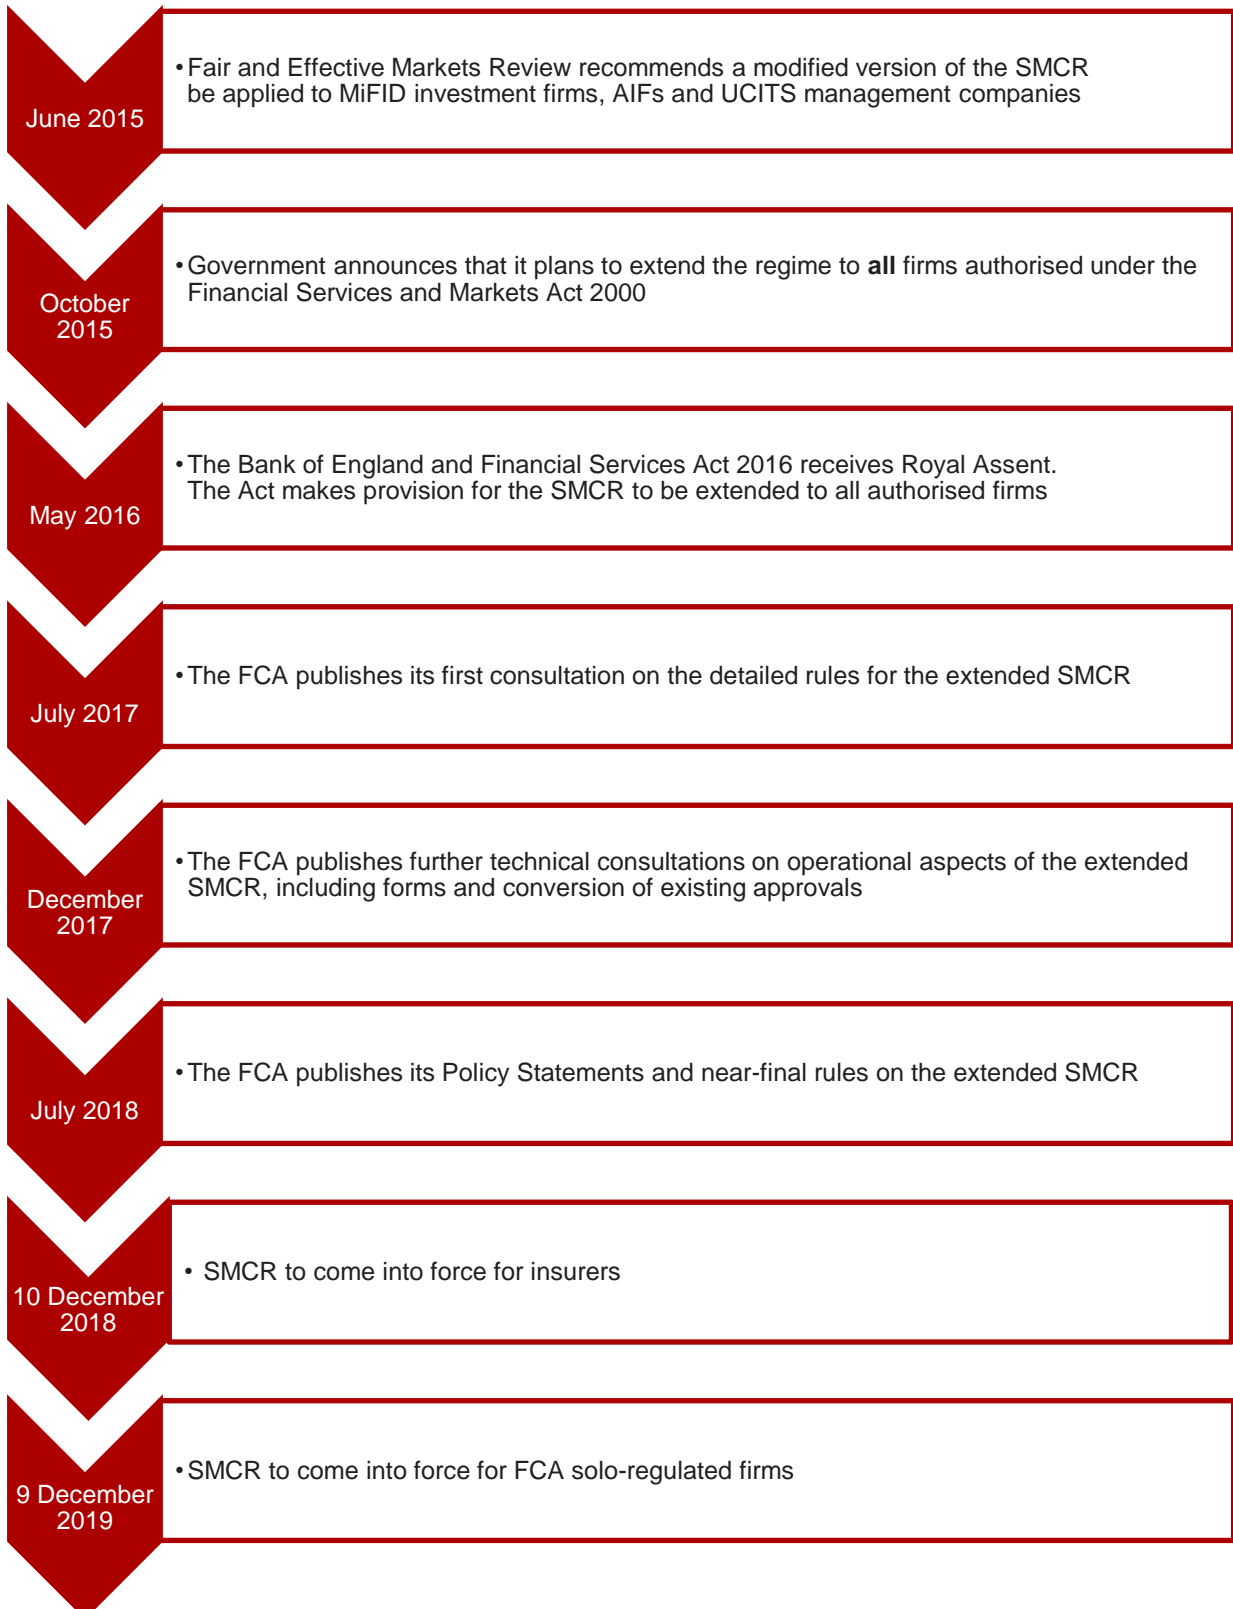 June 2015
• Fair and Effective Markets Review recommends a modified version of the SMCR
be applied to MiFID investment firms, AIFs and UCITS management companies
October
2015
• Government announces that it plans to extend the regime to all firms authorised under the
Financial Services and Markets Act 2000
May 2016
• The Bank of England and Financial Services Act 2016 receives Royal Assent.
The Act makes provision for the SMCR to be extended to all authorised firms
July 2017
• The FCA publishes its first consultation on the detailed rules for the extended SMCR
December
2017
• The FCA publishes further technical consultations on operational aspects of the extended
SMCR, including forms and conversion of existing approvals
July 2018
• The FCA publishes its Policy Statements and near-final rules on the extended SMCR
10 December
2018
• SMCR to come into force for insurers
9 December
2019
• SMCR to come into force for FCA solo-regulated firms